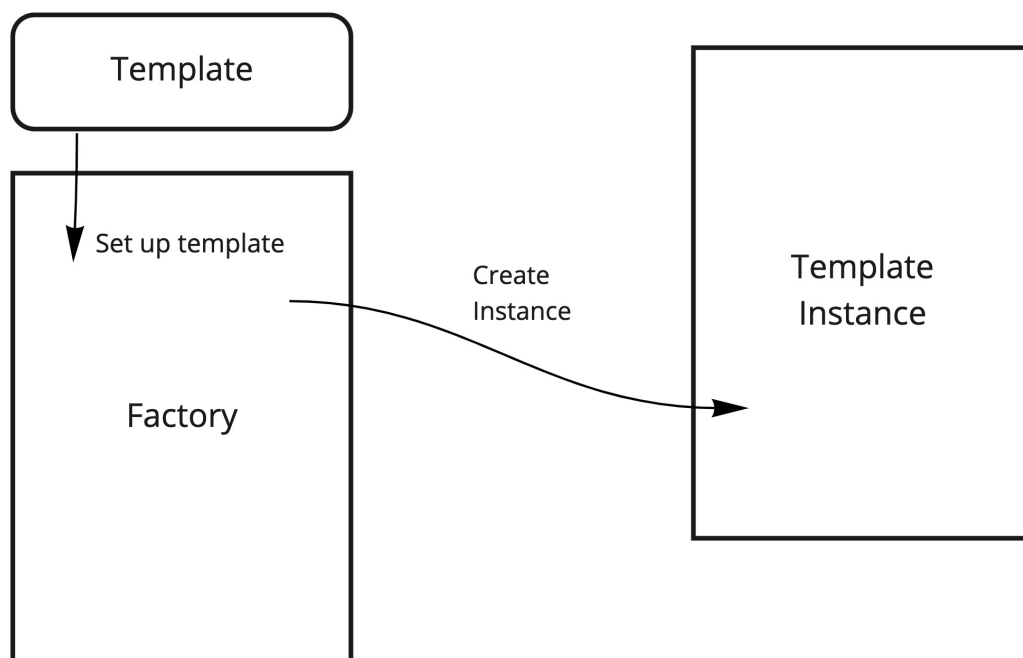 Template
Set up template
Create
Instance
Template
Instance
Factory